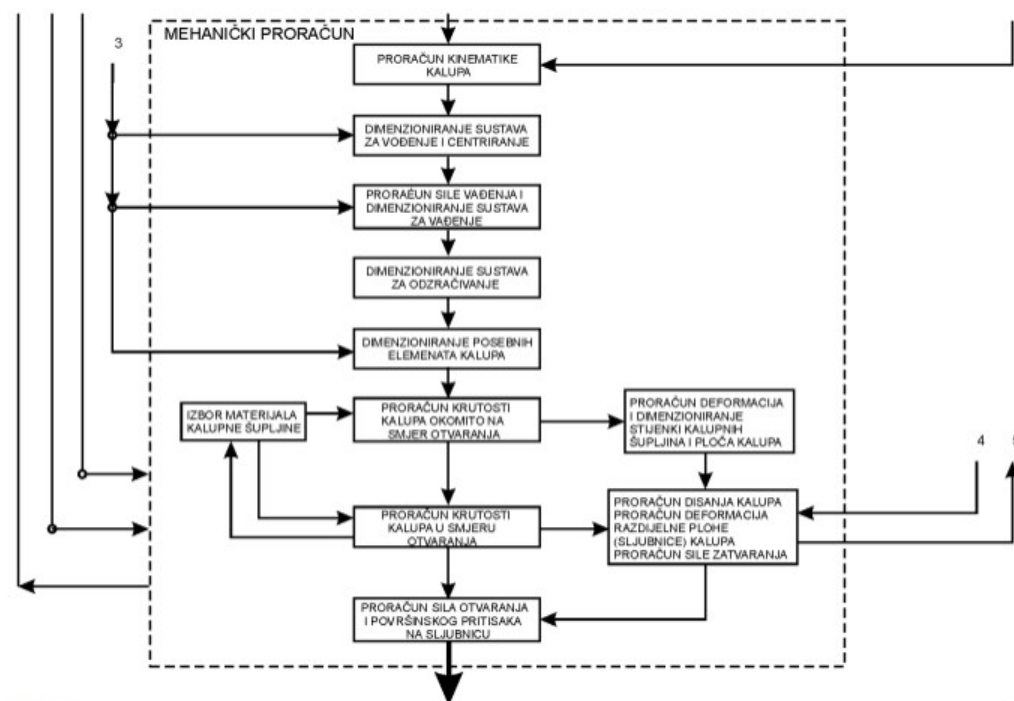 MEHANIČKI PRORAČUN
3
PRORAČUN KINEMATIKE
KALUPA
DIMENZIONIRANJE SUSTAVA
ZA VOĐENJE I CENTRIRANJE
PRORAČUN SILE VAĐENJA I
DIMENZIONIRANJE SUSTAVA
ZA VAĐENJE
DIMENZIONIRANJE SUSTAVA
ZA ODZRAČIVANJE
DIMENZIONIRANJE POSEBNIH
ELEMENATA KALUPA
IZBOR MATERIJALA
KALUPNE ŠUPLJINE
PRORAČUN KRUTOSTI
KALUPA OKOMITO NA
SMJER OTVARANJA
PRORAČUN DEFORMACIJA
I DIMENZIONIRANJE
STIJENKI KALUPNIH
ŠUPLJINA I PLOČA KALUPA
4
5
PRORAČUN KRUTOSTI
KALUPA U SMJERU
OTVARANJA
PRORAČUN DISANJA KALUPA
PRORAČUN DEFORMACIJA
RAZDIJELNE PLOHE
(SLJUBNICE) KALUPA
PRORAČUN SILE ZATVARANJA
PRORAČUN SILA OTVARANJA
I POVRŠINSKOG PRITISAKA
NA SLJUBNICU